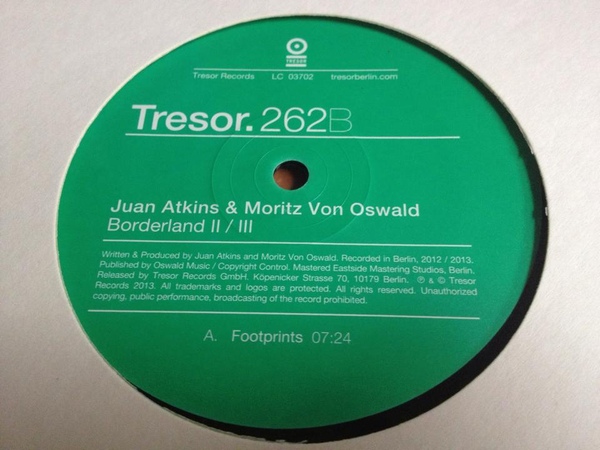 TRESOR
Tresor Records LC 03702 tresorberlin.com
Tresor. 262B
Juan Atkins & Moritz Von Oswald
Borderland II / III
Written & Produced by Juan Atkins and Moritz Von Oswald. Recorded in Berlin, 2012 / 2013.
Published by Oswald Music / Copyright Control. Mastered Eastside Mastering Studios, Berlin.
Released by Tresor Records GmbH. Köpenicker Strasse 70, 10179 Berlin. ℗ & © Tresor
Records 2013. All trademarks and logos are protected. All rights reserved. Unauthorized
copying, public performance, broadcasting of the record prohibited.
A. Footprints 07:24